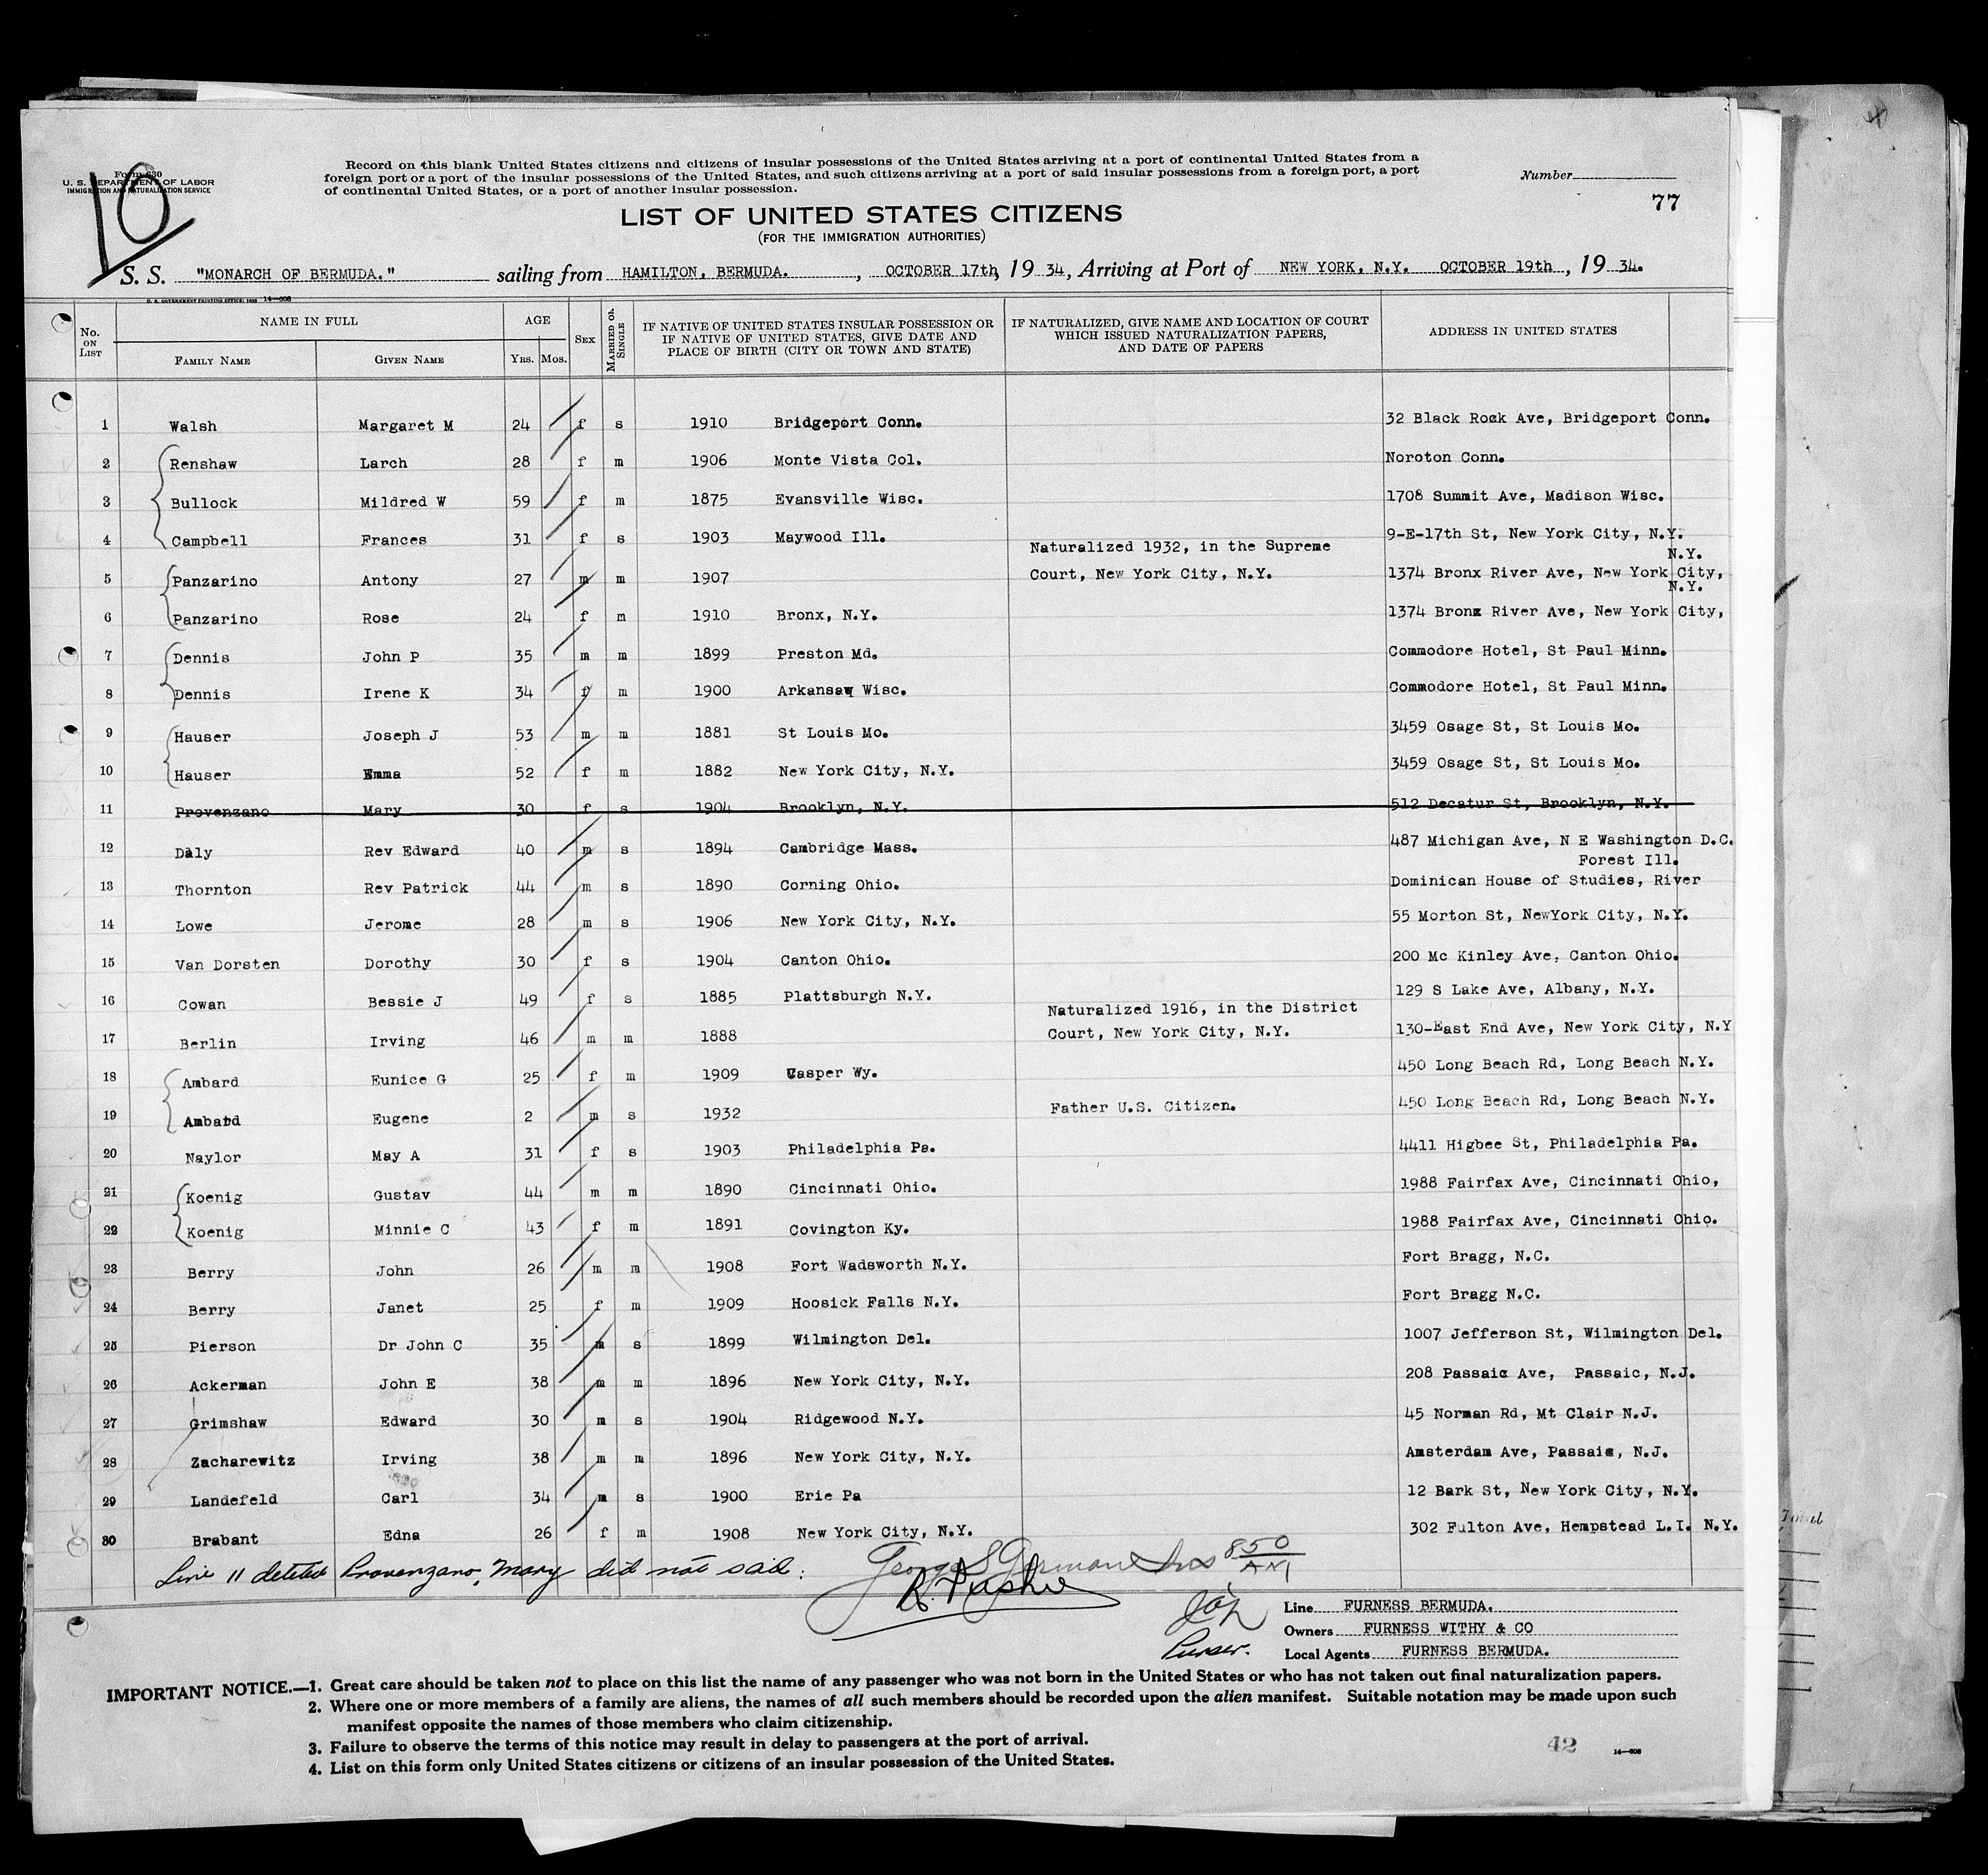 Form 630
U. S. DEPARTMENT OF LABOR
IMMIGRATION AND NATURALIZATION SERVICE
10
Record on this blank United States citizens and citizens of insular possessions of the United States arriving at a port of continental United States from a
foreign port or a port of the insular possessions of the United States, and such citizens arriving at a port of said insular possessions from a foreign port, a port
of continental United States, or a port of another insular possession.
Number
77
LIST OF UNITED STATES CITIZENS
(FOR THE IMMIGRATION AUTHORITIES)
S. S. "MONARCH OF BERMUDA." sailing from HAMILTON, BERMUDA., OCTOBER 17th, 19 34, Arriving at Port of NEW YORK, N.Y. OCTOBER 19th, 19 34.
U. S. GOVERNMENT PRINTING OFFICE: 14—606
No. ON LIST NAME IN FULL FAMILY NAME GIVEN NAME AGE YRS. MOS. SEX MARRIED OR SINGLE IF NATIVE OF UNITED STATES INSULAR POSSESSION OR IF NATIVE OF UNITED STATES, GIVE DATE AND PLACE OF BIRTH (CITY OR TOWN AND STATE) IF NATURALIZED, GIVE NAME AND LOCATION OF COURT WHICH ISSUED NATURALIZATION PAPERS, AND DATE OF PAPERS ADDRESS IN UNITED STATES
1 Walsh Margaret M 24 f s 1910 Bridgeport Conn. 32 Black Rock Ave, Bridgeport Conn.
2 Renshaw Larch 28 f m 1906 Monte Vista Col. Noroton Conn.
3 Bullock Mildred W 59 f m 1875 Evansville Wisc. 1708 Summit Ave, Madison Wisc.
4 Campbell Frances 31 f s 1903 Maywood Ill. 9-E-17th St, New York City, N.Y.
Naturalized 1932, in the Supreme N.Y.
5 Panzarino Antony 27 m m 1907 Court, New York City, N.Y. 1374 Bronx River Ave, New York City,
N.Y.
6 Panzarino Rose 24 f m 1910 Bronx, N.Y. 1374 Bronx River Ave, New York City,
7 Dennis John P 35 m m 1899 Preston Md. Commodore Hotel, St Paul Minn.
8 Dennis Irene K 34 f m 1900 Arkansaw Wisc. Commodore Hotel, St Paul Minn.
9 Hauser Joseph J 53 m m 1881 St Louis Mo. 3459 Osage St, St Louis Mo.
10 Hauser Emma 52 f m 1882 New York City, N.Y. 3459 Osage St, St Louis Mo.
11 Provenzano Mary 30 f s 1904 Brooklyn, N.Y. 512 Decatur St, Brooklyn, N.Y.
12 Daly Rev Edward 40 m s 1894 Cambridge Mass. 487 Michigan Ave, N E Washington D.C.
Forest Ill.
13 Thornton Rev Patrick 44 m s 1890 Corning Ohio. Dominican House of Studies, River
14 Lowe Jerome 28 m s 1906 New York City, N.Y. 55 Morton St, NewYork City, N.Y.
15 Van Dorsten Dorothy 30 f s 1904 Canton Ohio. 200 Mc Kinley Ave, Canton Ohio.
16 Cowan Bessie J 49 f s 1885 Plattsburgh N.Y. 129 S Lake Ave, Albany, N.Y.
Naturalized 1916, in the District
17 Berlin Irving 46 m m 1888 Court, New York City, N.Y. 130-East End Ave, New York City, N.Y
18 Ambard Eunice G 25 f m 1909 Casper Wy. 450 Long Beach Rd, Long Beach N.Y.
19 Ambard Eugene 2 m s 1932 Father U.S. Citizen. 450 Long Beach Rd, Long Beach N.Y.
20 Naylor May A 31 f s 1903 Philadelphia Pa. 4411 Higbee St, Philadelphia Pa.
21 Koenig Gustav 44 m m 1890 Cincinnati Ohio. 1988 Fairfax Ave, Cincinnati Ohio,
22 Koenig Minnie C 43 f m 1891 Covington Ky. 1988 Fairfax Ave, Cincinnati Ohio.
23 Berry John 26 m m 1908 Fort Wadsworth N.Y. Fort Bragg, N.C.
24 Berry Janet 25 f m 1909 Hoosick Falls N.Y. Fort Bragg N.C.
25 Pierson Dr John C 35 m s 1899 Wilmington Del. 1007 Jefferson St, Wilmington Del.
26 Ackerman John E 38 m m 1896 New York City, N.Y. 208 Passaic Ave, Passaic, N.J.
27 Grimshaw Edward 30 m s 1904 Ridgewood N.Y. 45 Norman Rd, Mt Clair N.J.
28 Zacharewitz Irving 38 m m 1896 New York City, N.Y. Amsterdam Ave, Passaic, N.J.
29 Landefeld Carl 34 m s 1900 Erie Pa 12 Bark St, New York City, N.Y.
30 Brabant Edna 26 f m 1908 New York City, N.Y. 302 Fulton Ave, Hempstead L.I. N.Y.
Line 11 deleted Provenzano, Mary did not sail. George S 850
Purser.
Line FURNESS BERMUDA.
Owners FURNESS WITHY & CO
Local Agents FURNESS BERMUDA.
IMPORTANT NOTICE.—1. Great care should be taken not to place on this list the name of any passenger who was not born in the United States or who has not taken out final naturalization papers.
2. Where one or more members of a family are aliens, the names of all such members should be recorded upon the alien manifest. Suitable notation may be made upon such
manifest opposite the names of those members who claim citizenship.
3. Failure to observe the terms of this notice may result in delay to passengers at the port of arrival.
4. List on this form only United States citizens or citizens of an insular possession of the United States.
42
14—606
Total